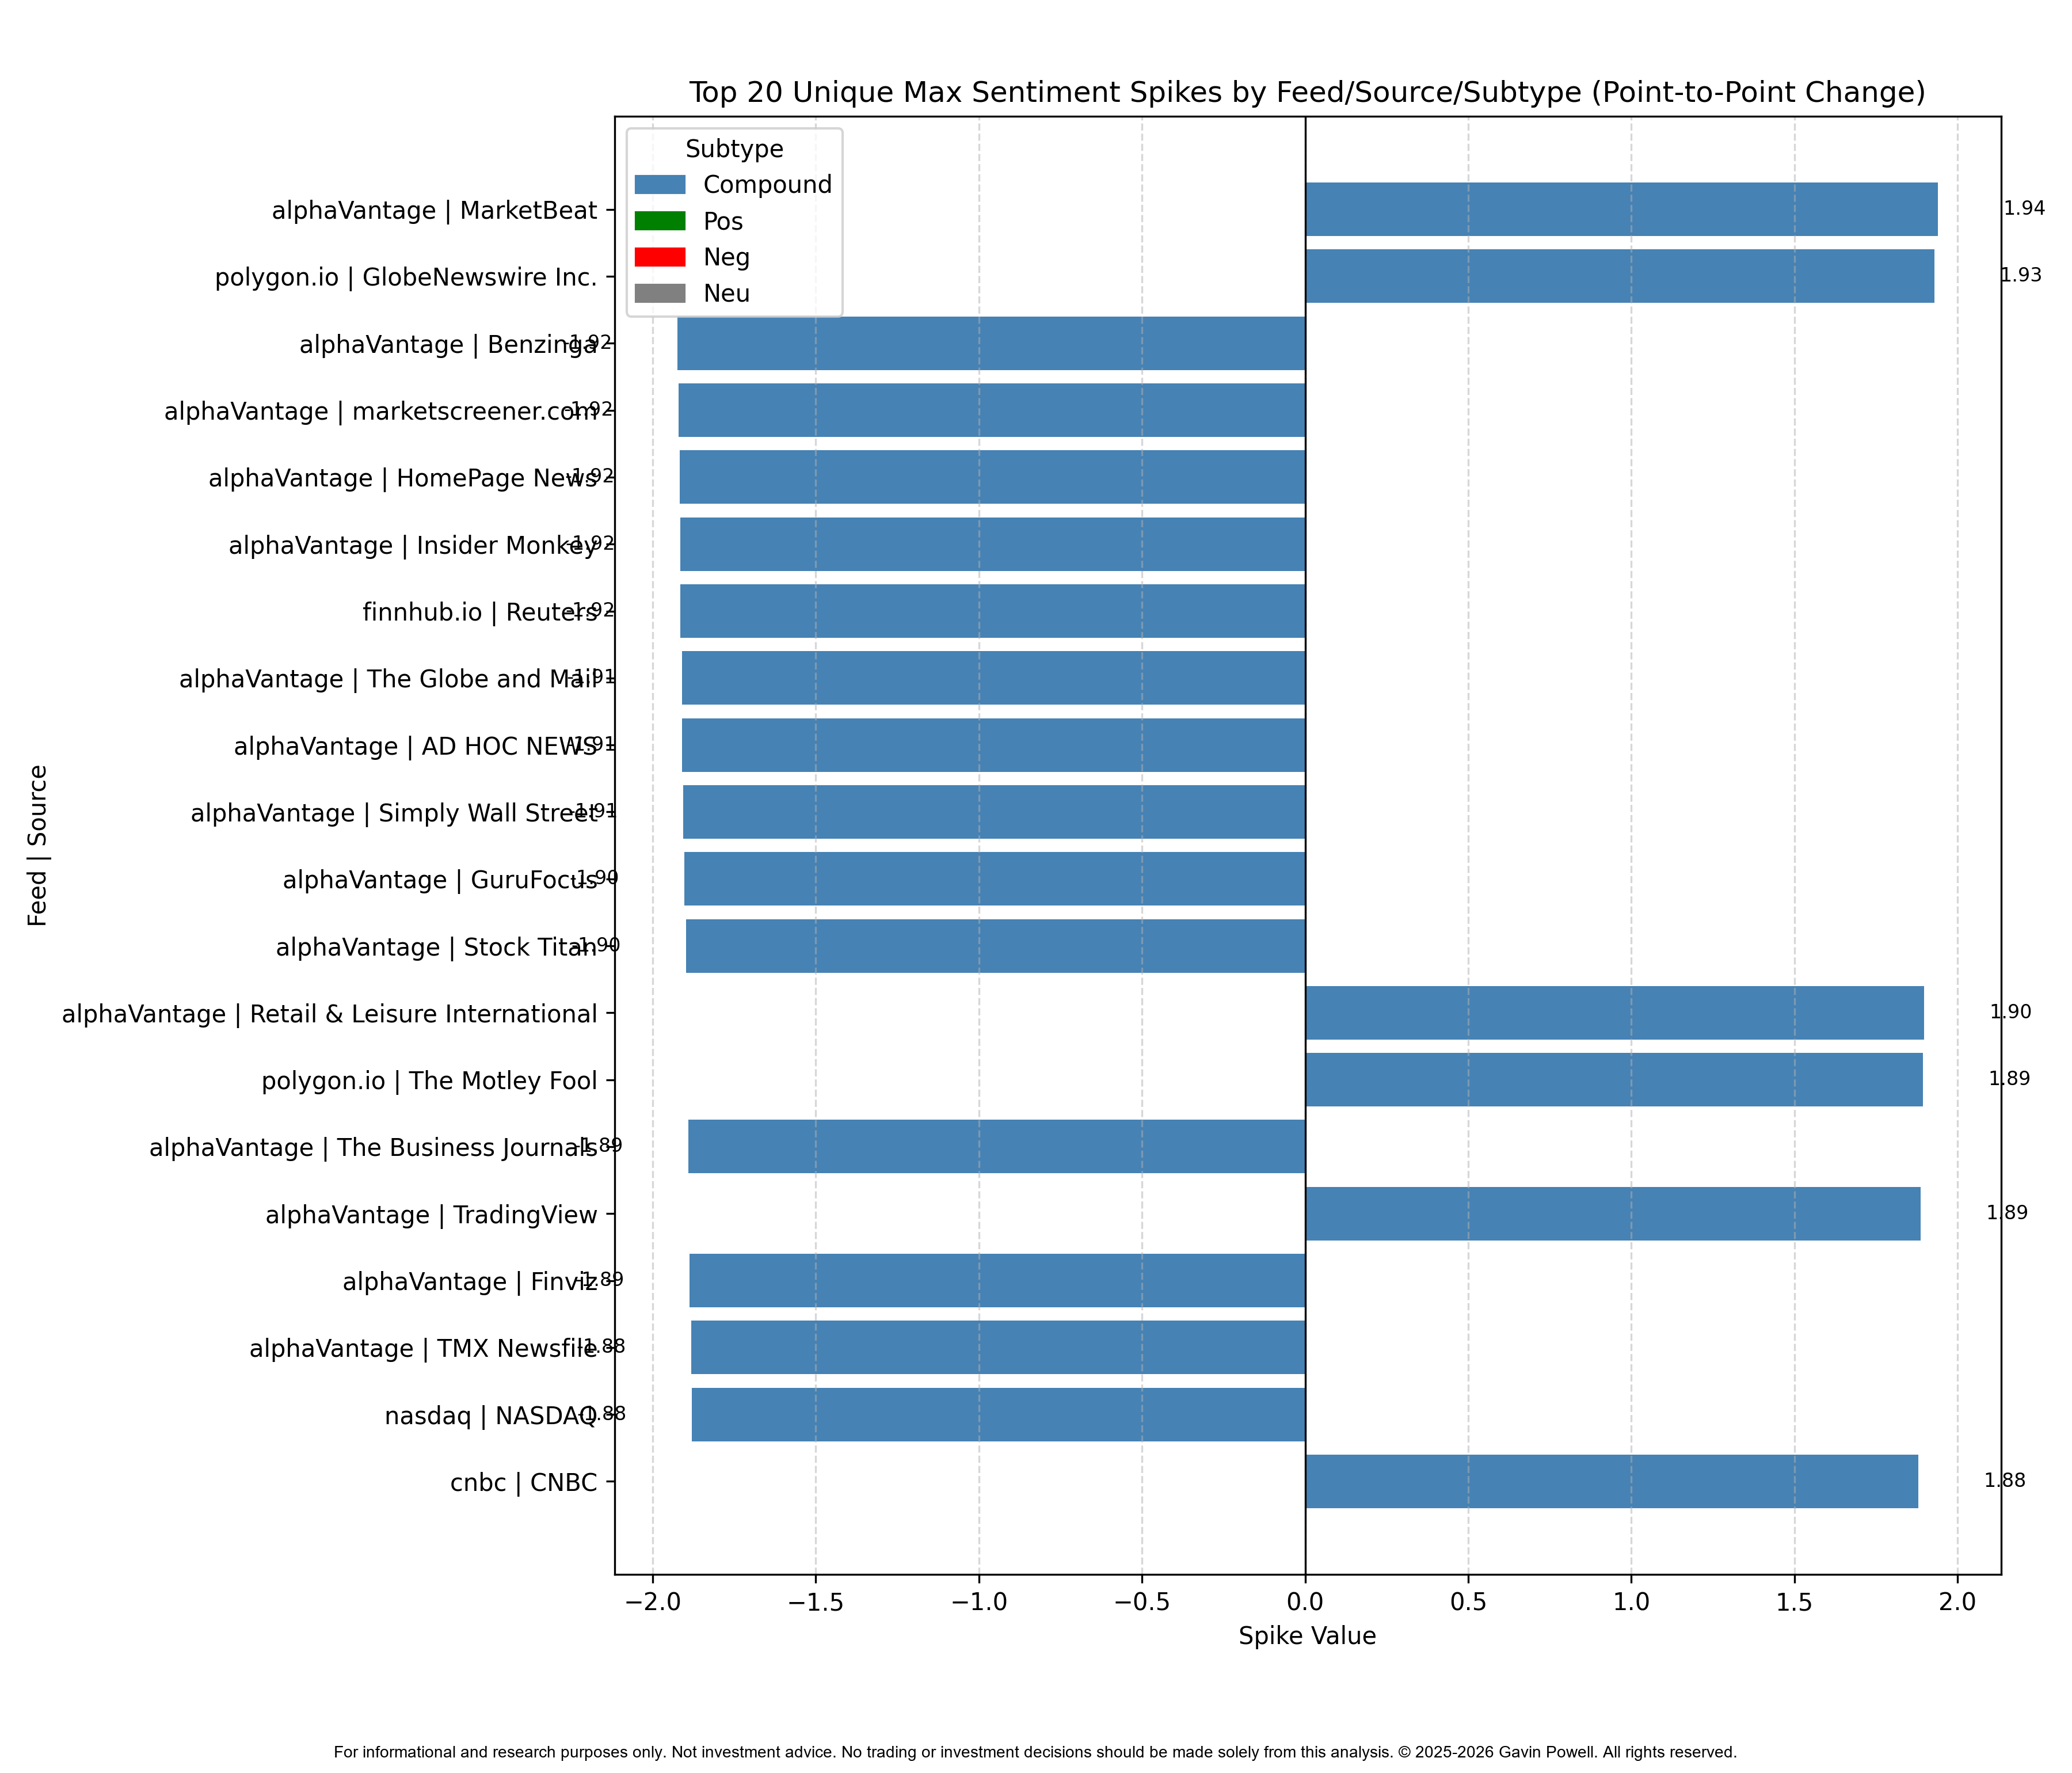 Top 20 Unique Max Sentiment Spikes by Feed/Source/Subtype (Point-to-Point Change)
Subtype
Compound
Pos
Neg
Neu
alphaVantage | MarketBeat
1.94
polygon.io | GlobeNewswire Inc.
1.93
alphaVantage | Benzinga
-1.92
alphaVantage | marketscreener.com
-1.92
alphaVantage | HomePage News
-1.92
alphaVantage | Insider Monkey
-1.92
finnhub.io | Reuters
-1.92
alphaVantage | The Globe and Mail
-1.91
alphaVantage | AD HOC NEWS
-1.91
alphaVantage | Simply Wall Street
-1.91
alphaVantage | GuruFocus
-1.90
alphaVantage | Stock Titan
-1.90
alphaVantage | Retail & Leisure International
1.90
polygon.io | The Motley Fool
1.89
alphaVantage | The Business Journals
-1.89
alphaVantage | TradingView
1.89
alphaVantage | Finviz
-1.89
alphaVantage | TMX Newsfile
-1.88
nasdaq | NASDAQ
-1.88
cnbc | CNBC
1.88
Feed | Source
−2.0 −1.5 −1.0 −0.5 0.0 0.5 1.0 1.5 2.0
Spike Value
For informational and research purposes only. Not investment advice. No trading or investment decisions should be made solely from this analysis. © 2025-2026 Gavin Powell. All rights reserved.